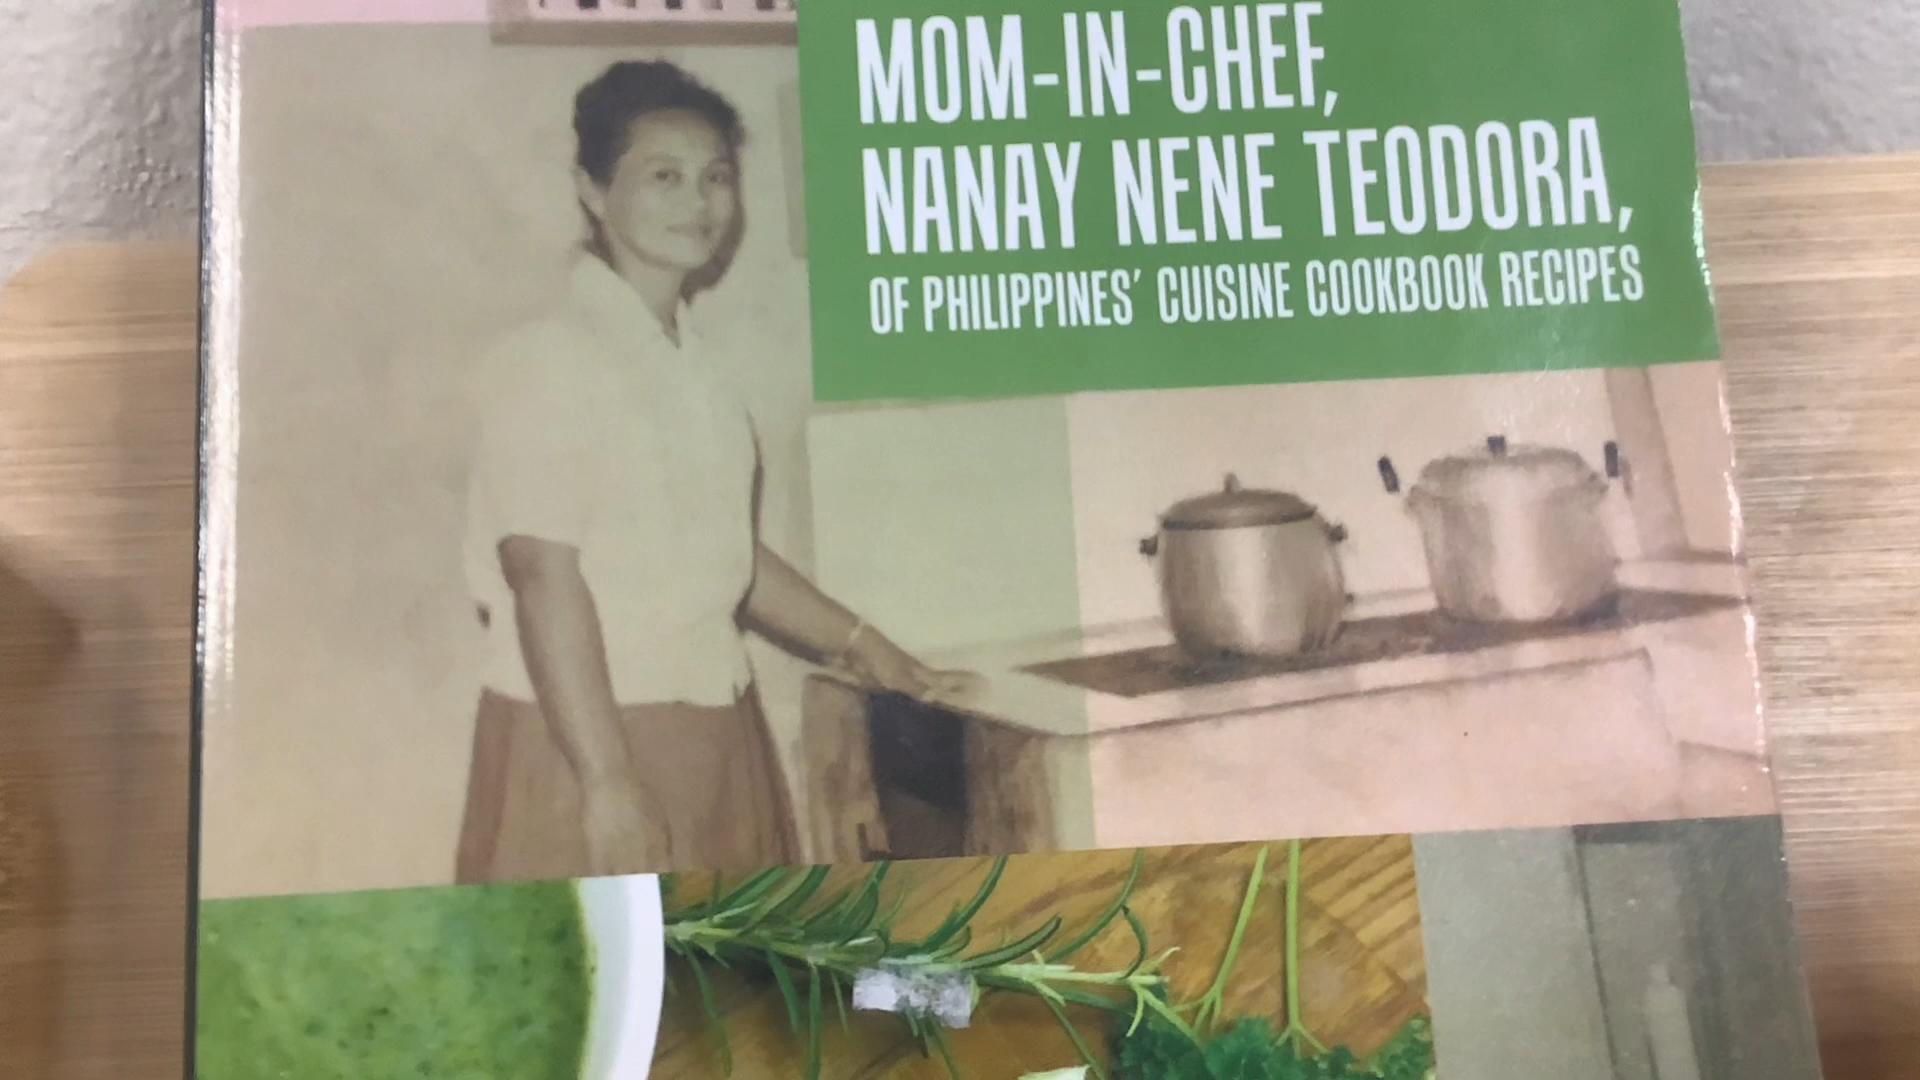 MOM-IN-CHEF,
NANAY NENE TEODORA,
OF PHILIPPINES' CUISINE COOKBOOK RECIPES